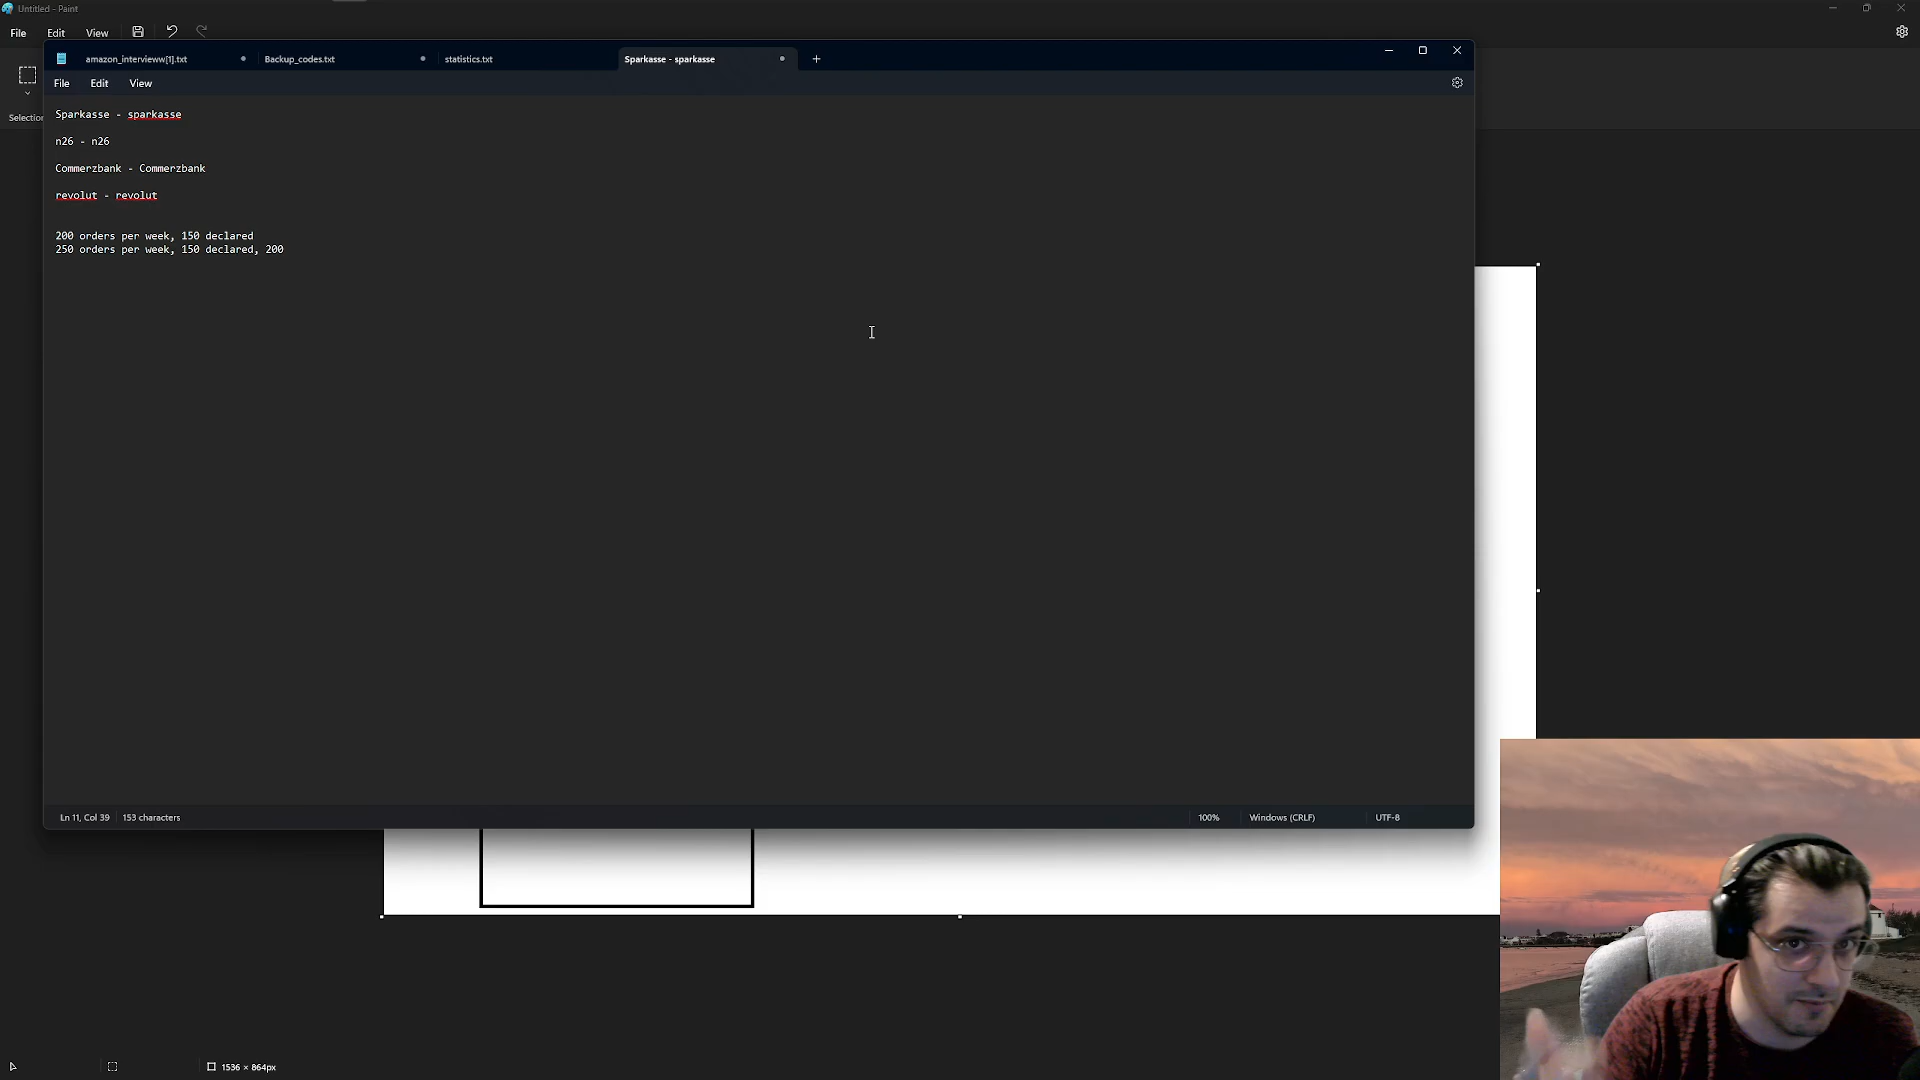 Untitled - Paint
File Edit View
Selection
amazon_intervieww[1].txt
Backup_codes.txt
statistics.txt
Sparkasse - sparkasse
File Edit View
Sparkasse - sparkasse
n26 - n26
Commerzbank - Commerzbank
revolut - revolut
200 orders per week, 150 declared
250 orders per week, 150 declared, 200
Ln 11, Col 39
153 characters
100%
Windows (CRLF)
UTF-8
1536 × 864px